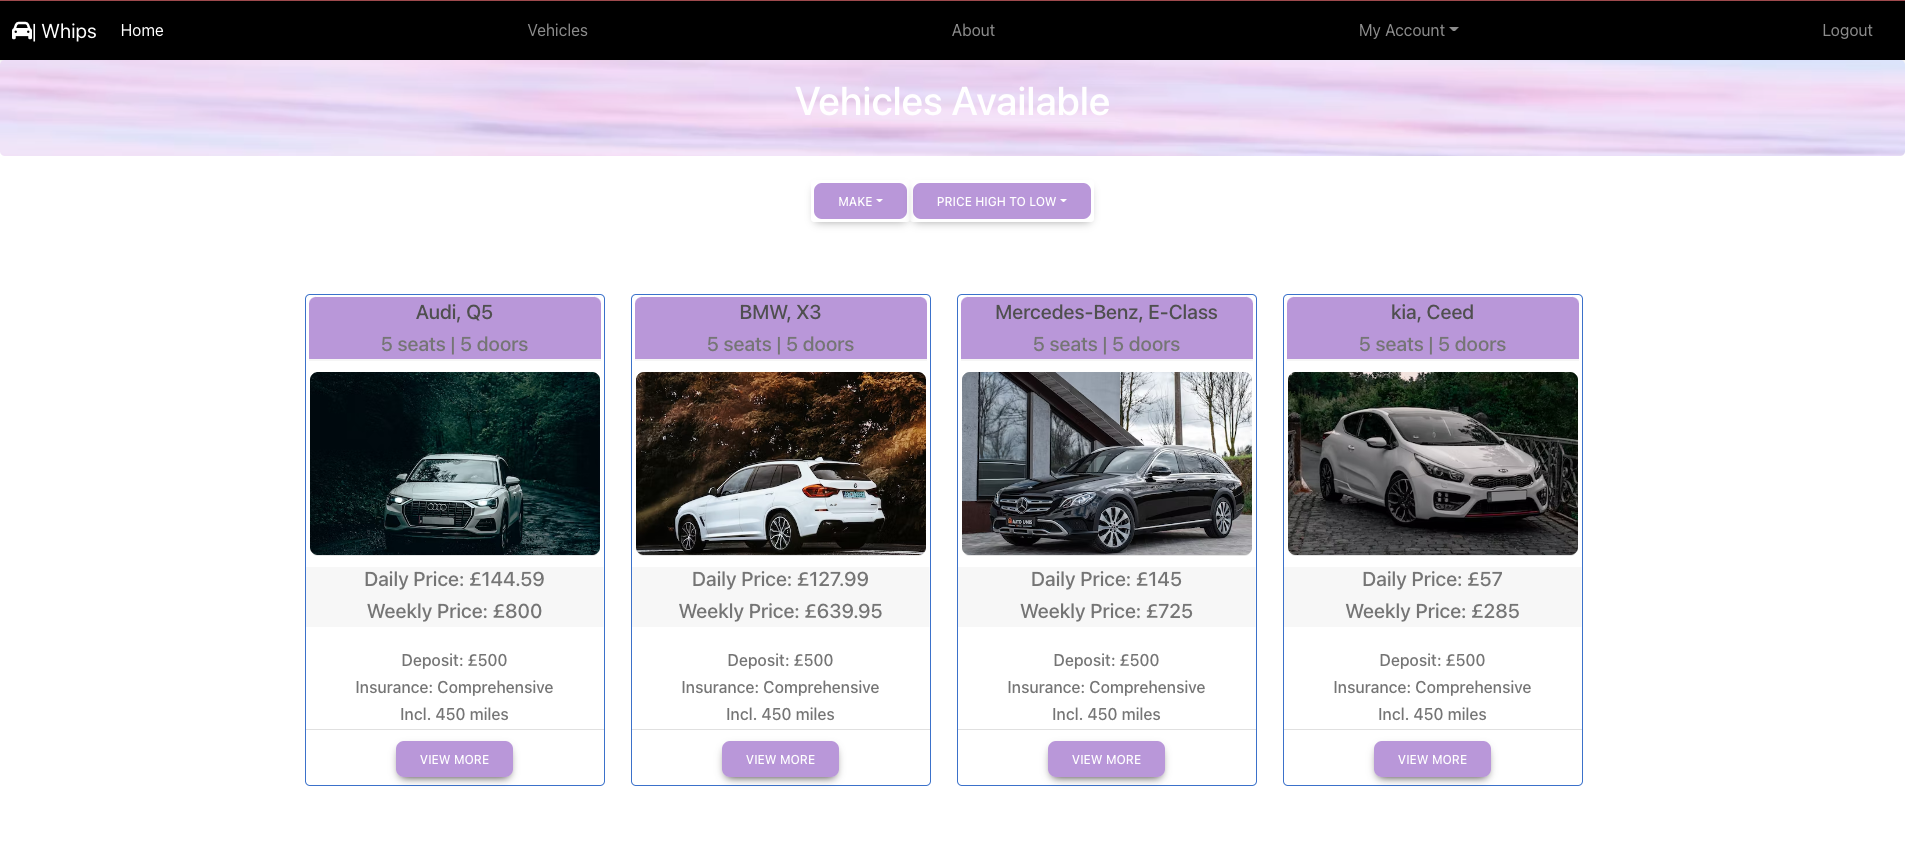 | Whips Home Vehicles About My Account Logout
Vehicles Available
MAKE PRICE HIGH TO LOW
Audi, Q5
5 seats | 5 doors
Daily Price: £144.59
Weekly Price: £800
Deposit: £500
Insurance: Comprehensive
Incl. 450 miles
VIEW MORE
BMW, X3
5 seats | 5 doors
Daily Price: £127.99
Weekly Price: £639.95
Deposit: £500
Insurance: Comprehensive
Incl. 450 miles
VIEW MORE
Mercedes-Benz, E-Class
5 seats | 5 doors
Daily Price: £145
Weekly Price: £725
Deposit: £500
Insurance: Comprehensive
Incl. 450 miles
VIEW MORE
kia, Ceed
5 seats | 5 doors
Daily Price: £57
Weekly Price: £285
Deposit: £500
Insurance: Comprehensive
Incl. 450 miles
VIEW MORE